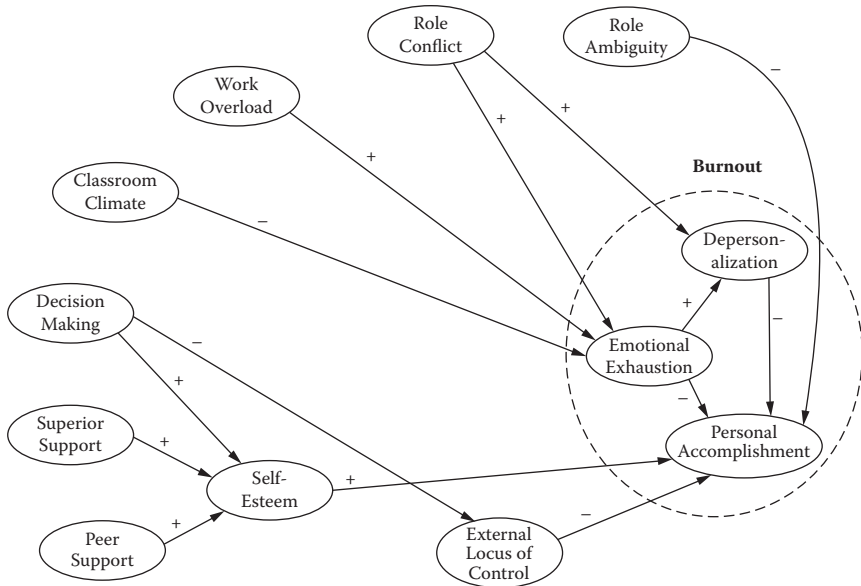 Role
Conflict
Role
Ambiguity
–
Work
Overload
+
+
+
Burnout
Classroom
Climate
–
Deperson-
alization
Decision
Making
–
+
+
–
Emotional
Exhaustion
–
Superior
Support
+
Personal
Accomplishment
Self-
Esteem
+
+
–
Peer
Support
External
Locus of
Control